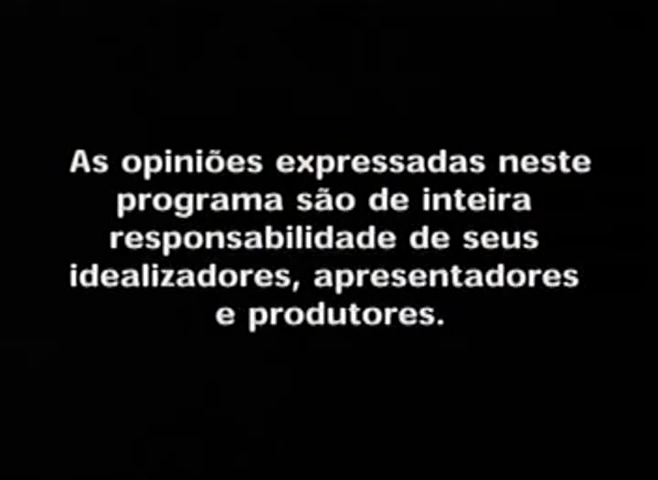 As opiniões expressadas neste
programa são de inteira
responsabilidade de seus
idealizadores, apresentadores
e produtores.